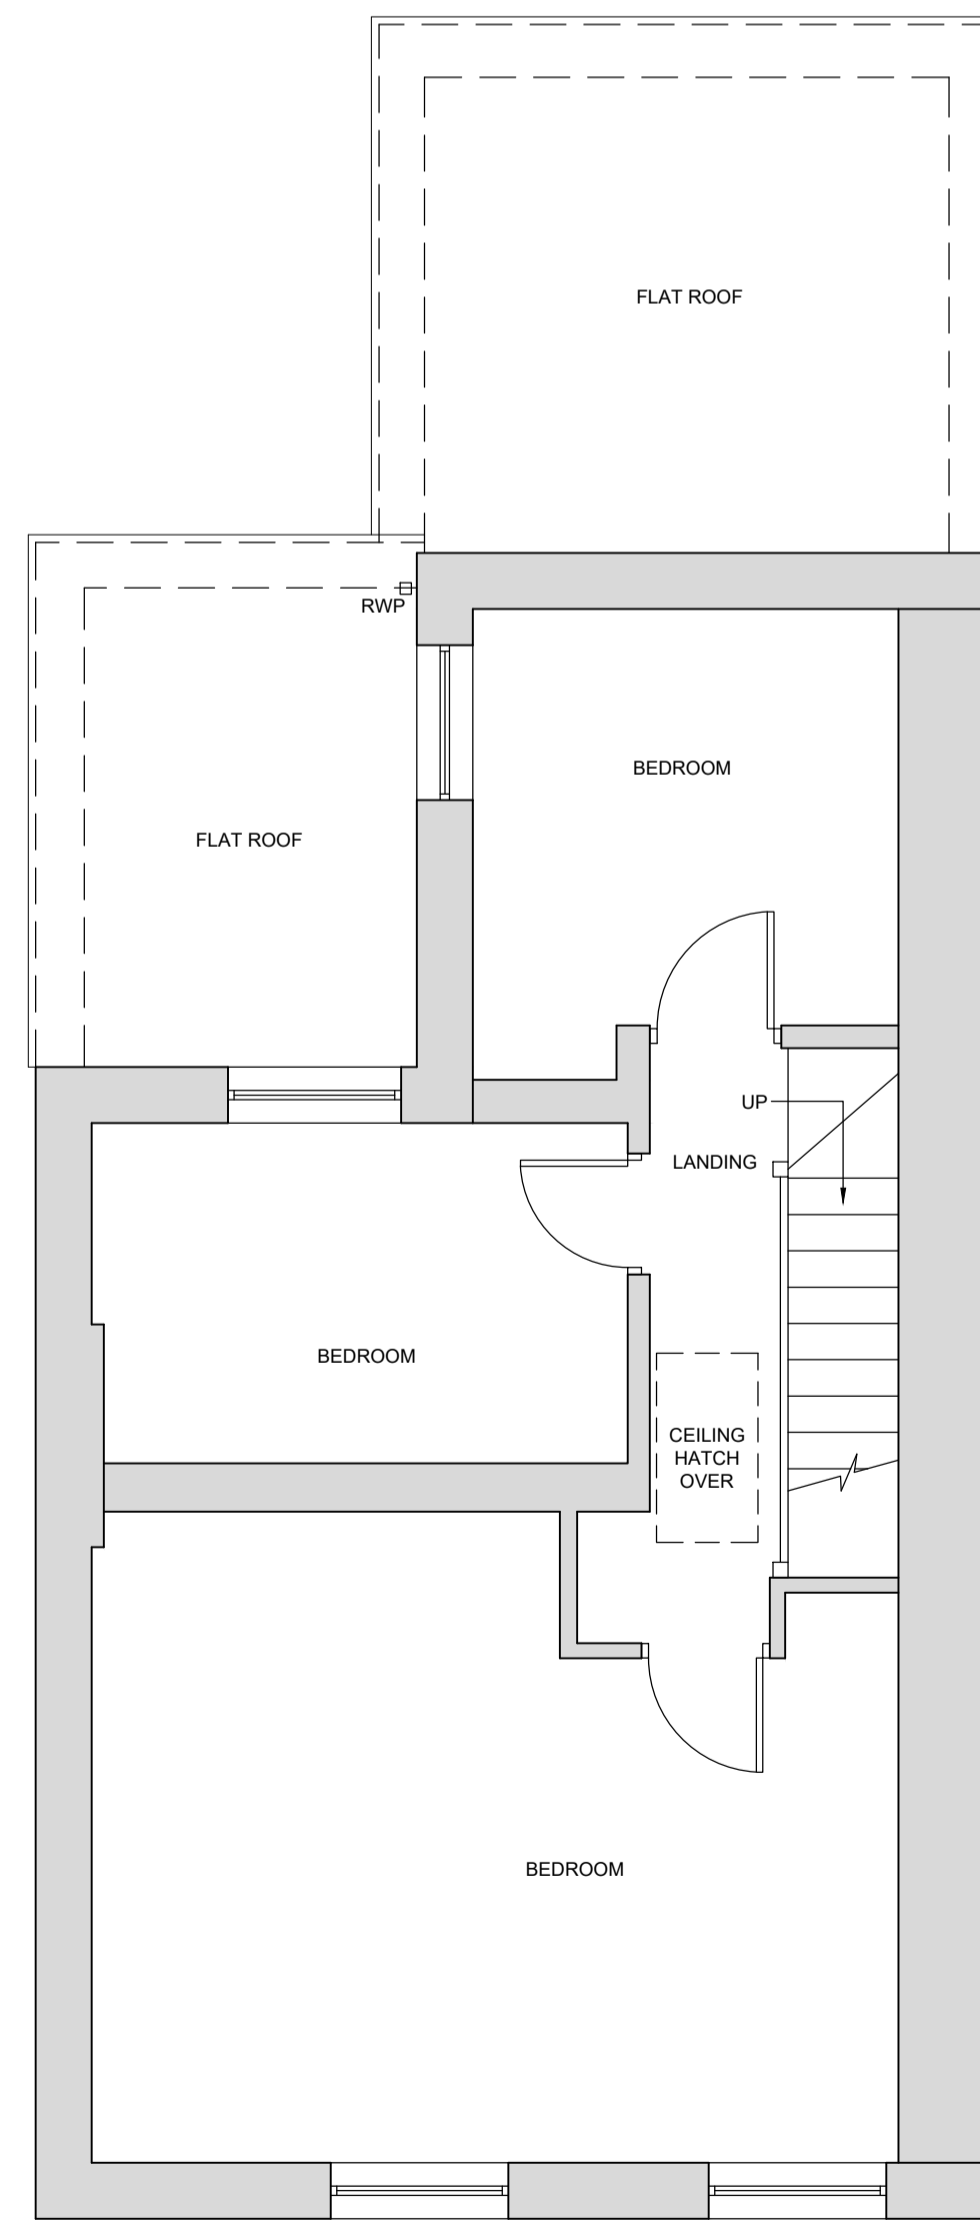 FLAT ROOF
RWP
BEDROOM
FLAT ROOF
UP
LANDING
BEDROOM
CEILING
HATCH
OVER
BEDROOM